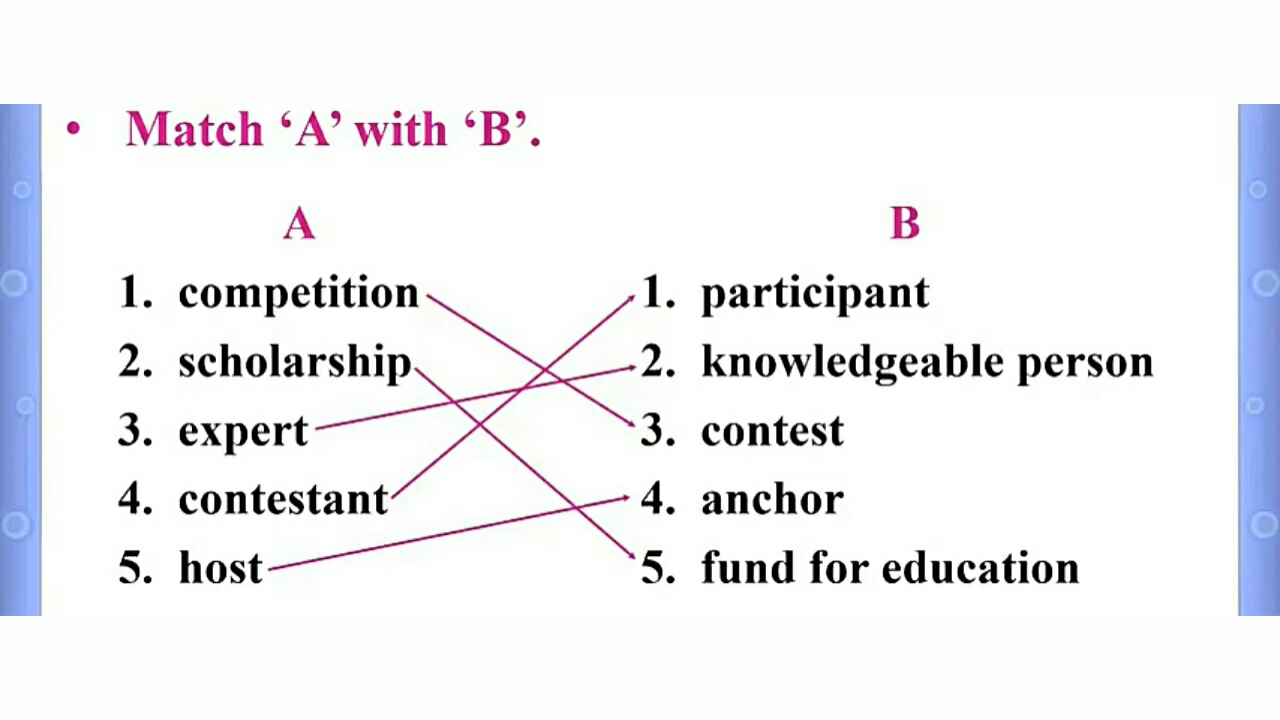 • Match ‘A’ with ‘B’.
A B
1. competition 1. participant
2. scholarship 2. knowledgeable person
3. expert 3. contest
4. contestant 4. anchor
5. host 5. fund for education